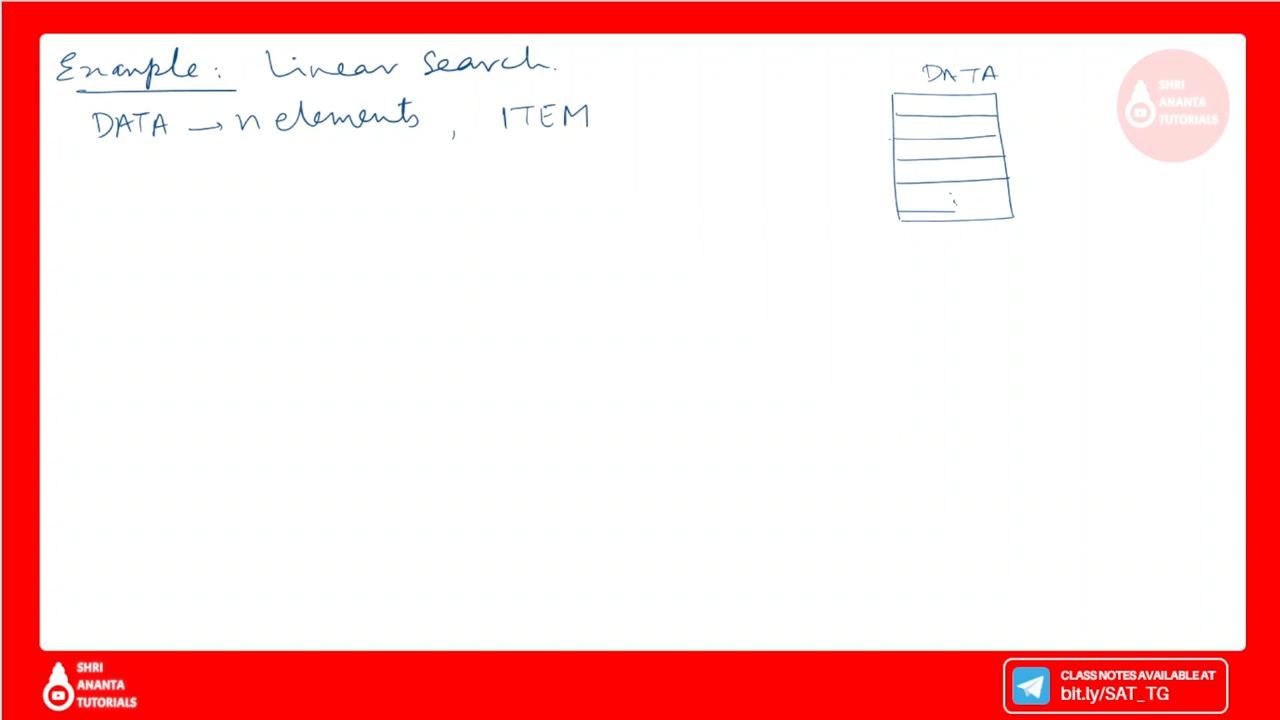 Example: Linear Search.
DATA → n elements, ITEM
DATA
SHRI
ANANTA
TUTORIALS
SHRI
ANANTA
TUTORIALS
CLASS NOTES AVAILABLE AT
bit.ly/SAT_TG